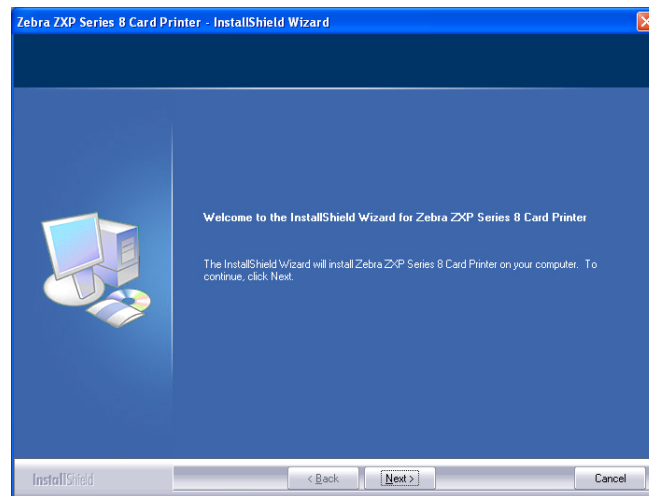 Zebra ZXP Series 8 Card Printer - InstallShield Wizard
Welcome to the InstallShield Wizard for Zebra ZXP Series 8 Card Printer
The InstallShield Wizard will install Zebra ZXP Series 8 Card Printer on your computer. To
continue, click Next.
InstallShield
< Back
Next >
Cancel